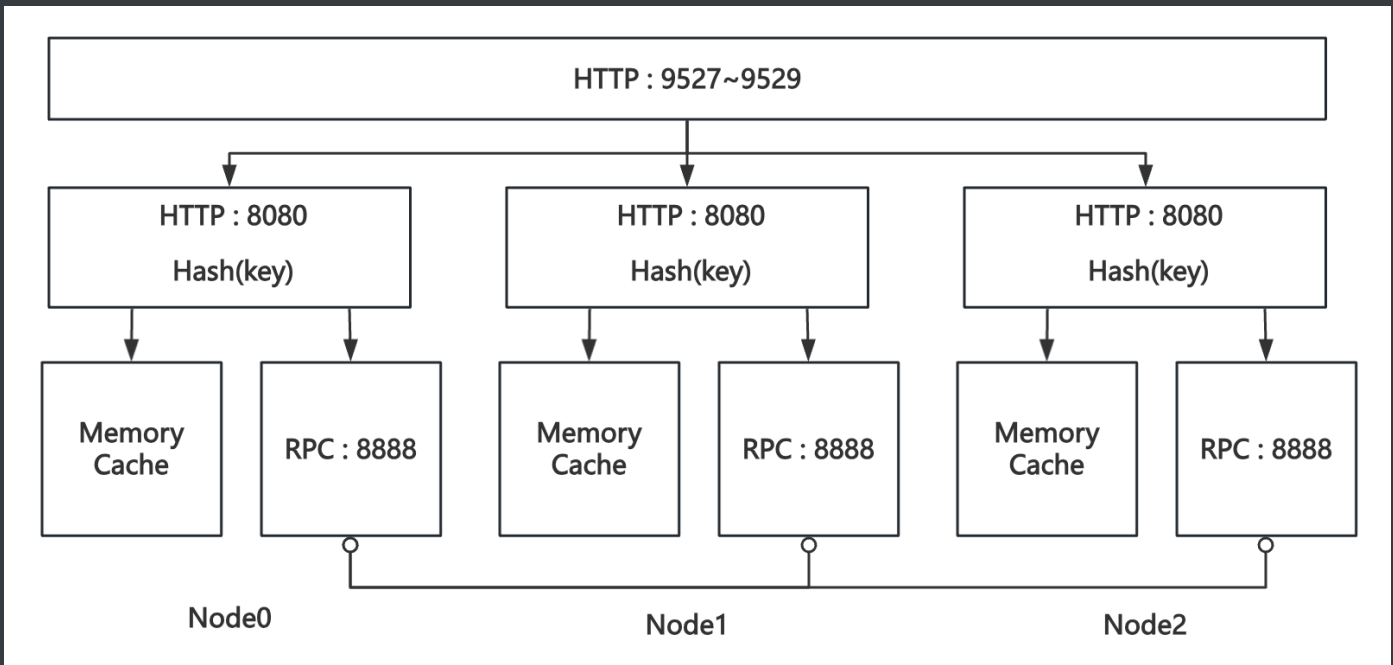 HTTP : 9527~9529
HTTP : 8080
Hash(key)
HTTP : 8080
Hash(key)
HTTP : 8080
Hash(key)
Memory
Cache
RPC : 8888
Memory
Cache
RPC : 8888
Memory
Cache
RPC : 8888
Node0
Node1
Node2